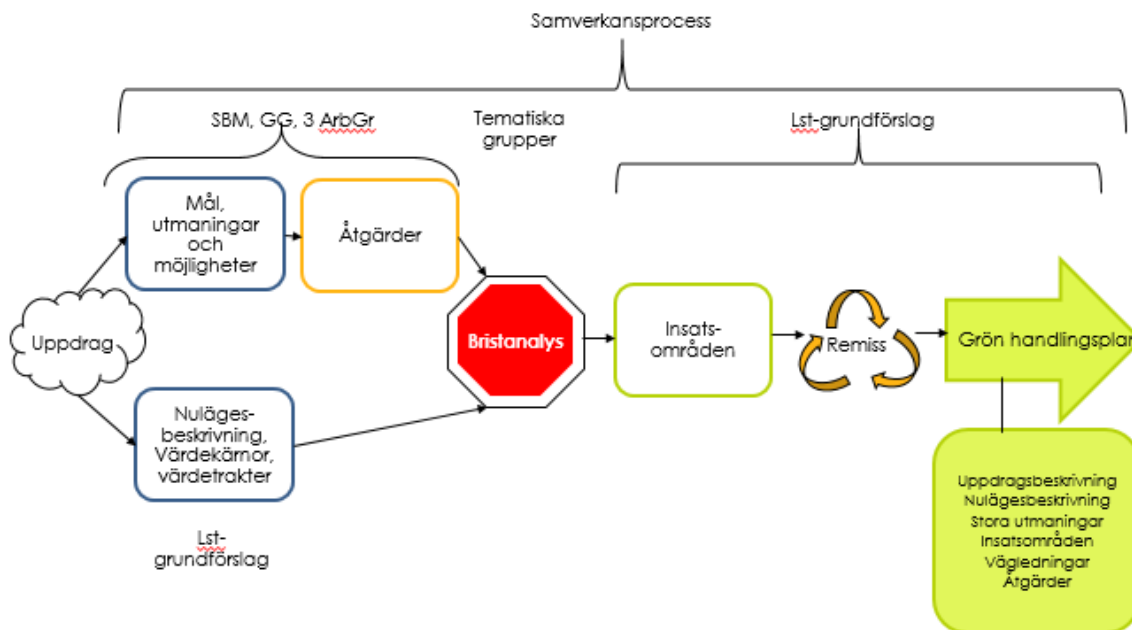 Samverkansprocess
SBM, GG, 3 ArbGr
Tematiska
grupper
Lst-grundförslag
Mål,
utmaningar
och
möjligheter
Åtgärder
Uppdrag
Bristanalys
Insats-
områden
Remiss
Grön handlingsplan
Nuläges-
beskrivning,
Värdekärnor,
värdetrakter
Lst-
grundförslag
Uppdragsbeskrivning
Nulägesbeskrivning
Stora utmaningar
Insatsområden
Vägledningar
Åtgärder